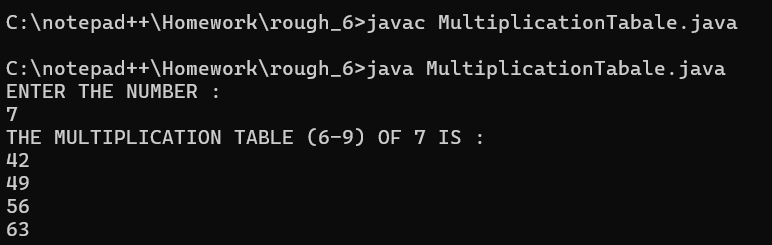 C:\notepad++\Homework\rough_6>javac MultiplicationTabale.java
C:\notepad++\Homework\rough_6>java MultiplicationTabale.java
ENTER THE NUMBER :
7
THE MULTIPLICATION TABLE (6-9) OF 7 IS :
42
49
56
63